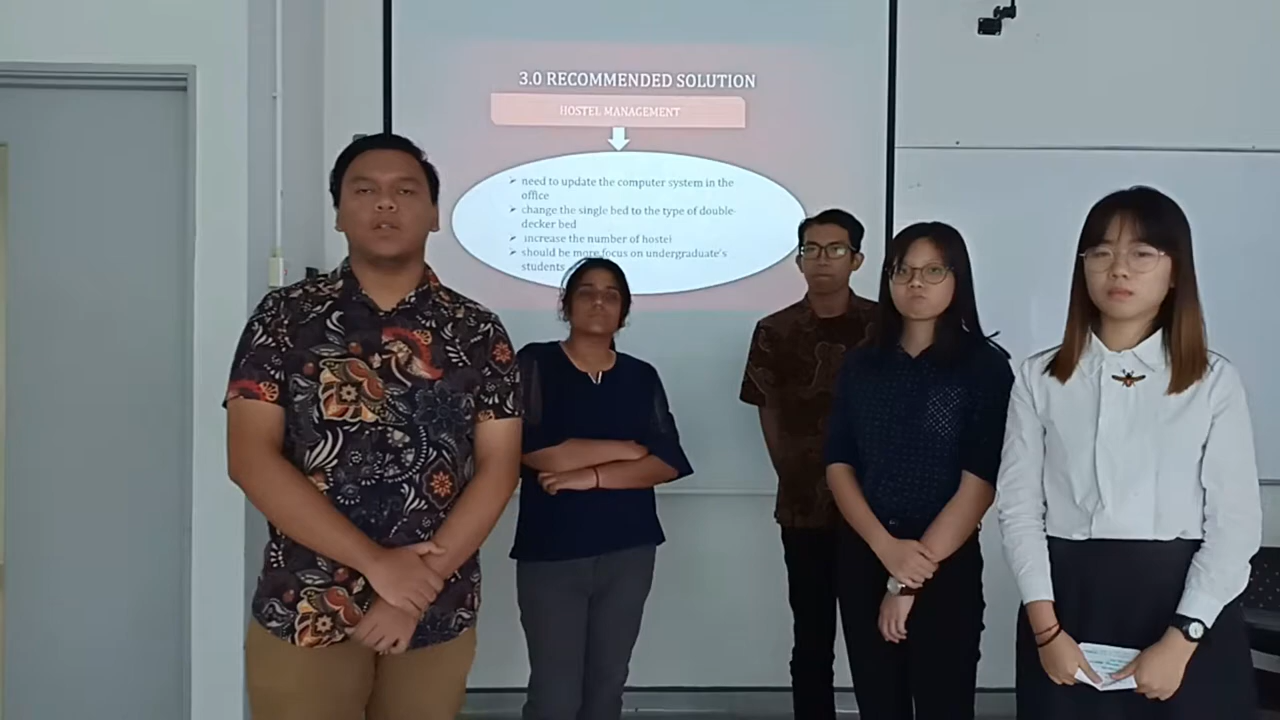 3.0 RECOMMENDED SOLUTION
HOSTEL MANAGEMENT
➢ need to update the computer system in the
office
➢ change the single bed to the type of double-
decker bed
➢ increase the number of hostel
➢ should be more focus on undergraduate's
students